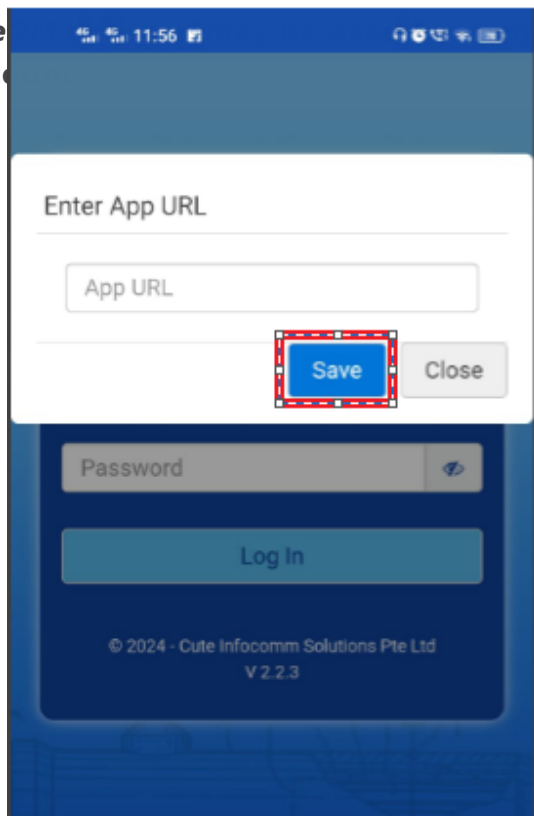 11:56
Enter App URL
App URL
Save Close
Password
Log In
© 2024 - Cute Infocomm Solutions Pte Ltd
V 2.2.3